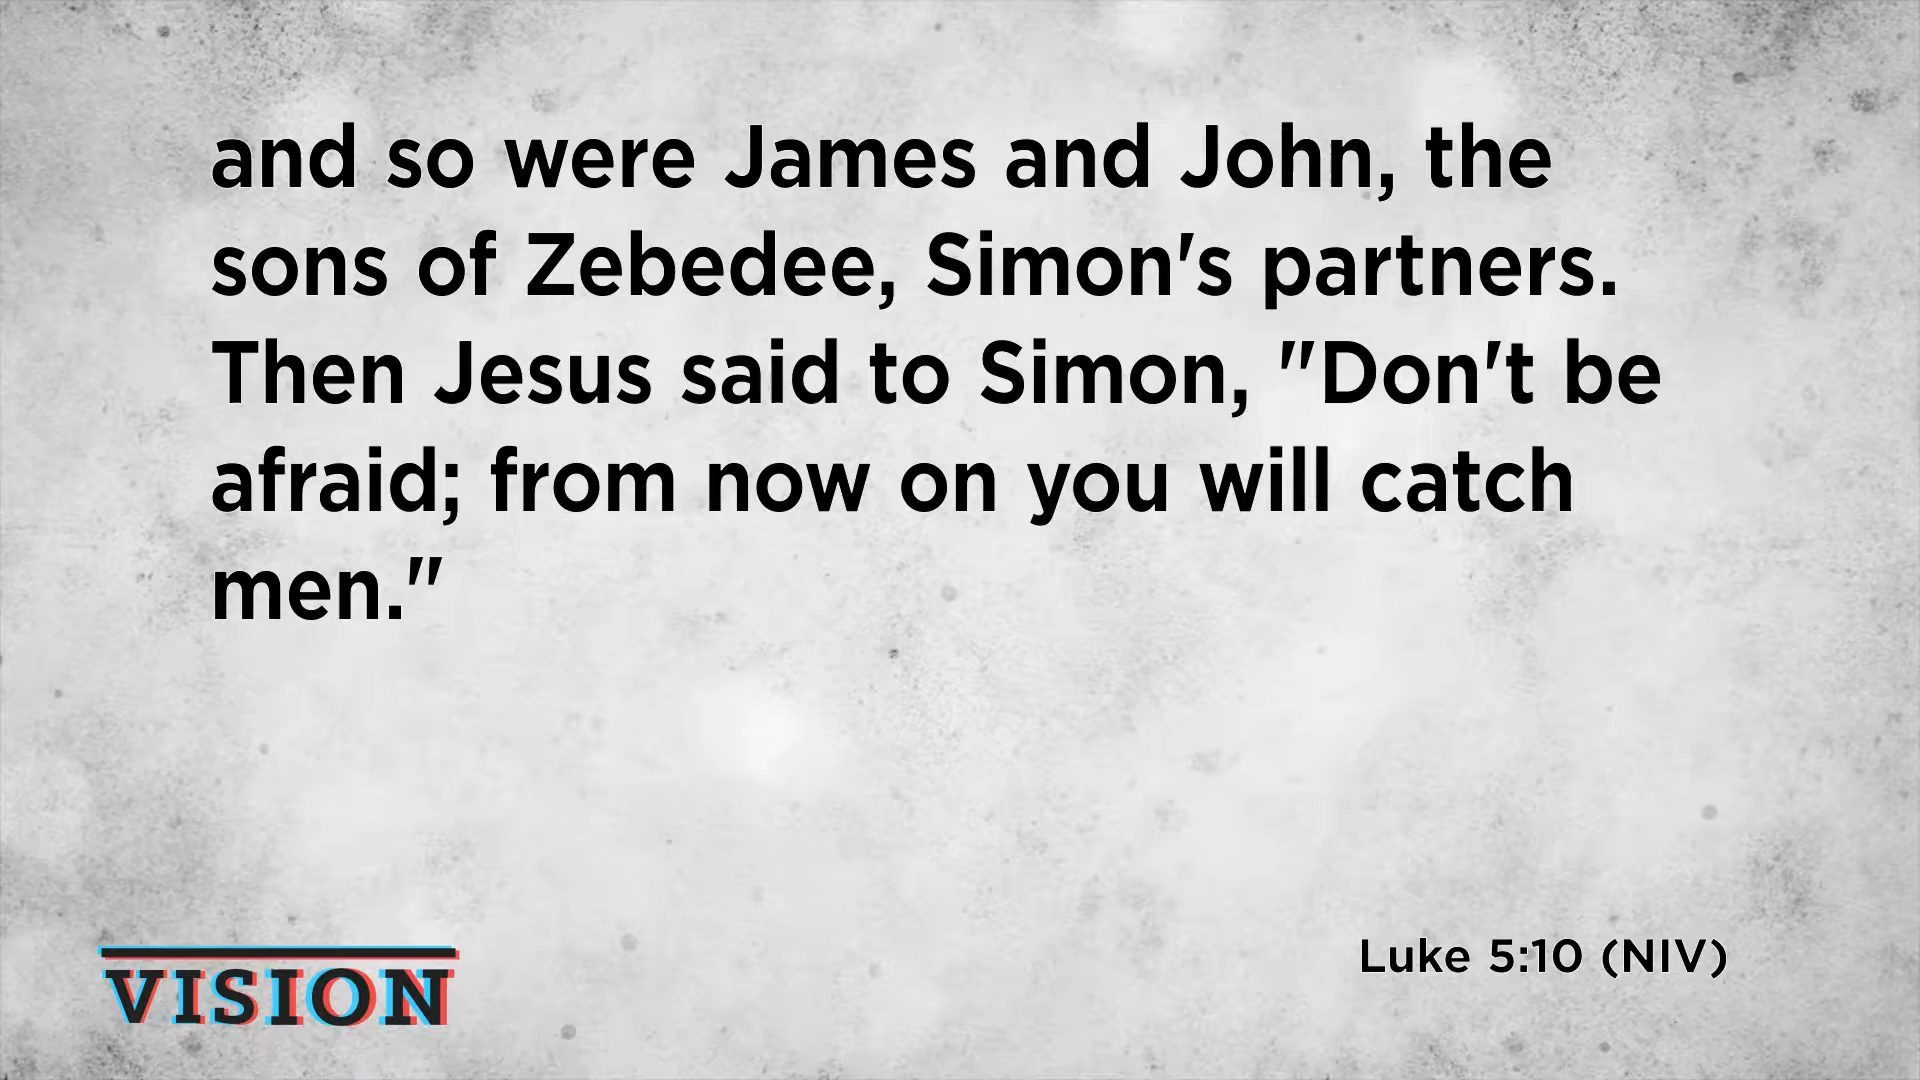 and so were James and John, the
sons of Zebedee, Simon's partners.
Then Jesus said to Simon, "Don't be
afraid; from now on you will catch
men."
Luke 5:10 (NIV)
VISION